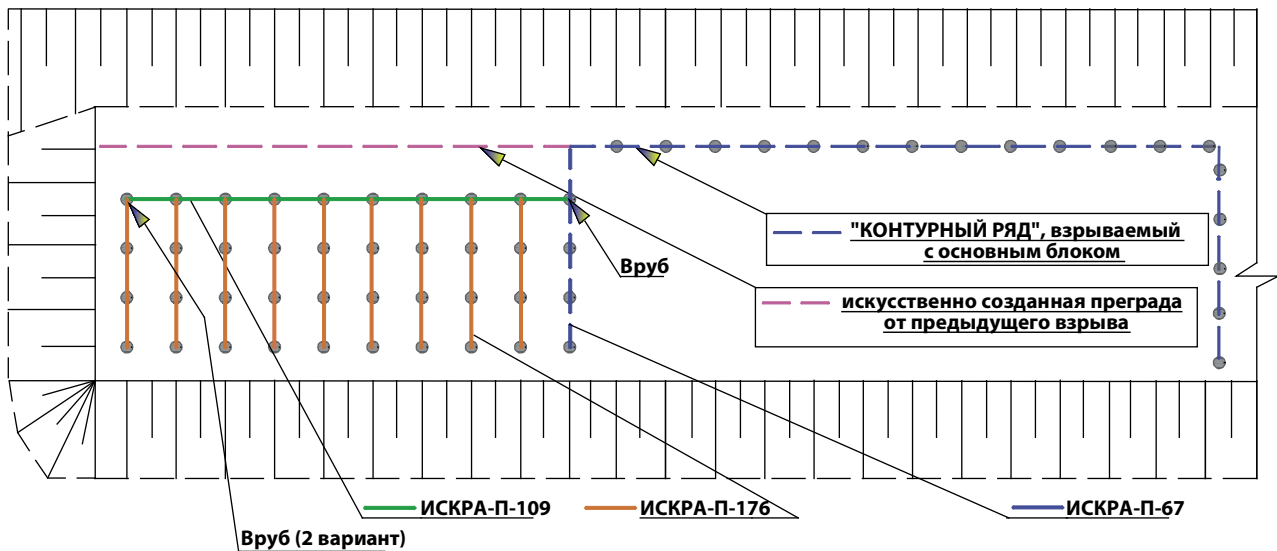 "КОНТУРНЫЙ РЯД", взрываемый
с основным блоком
Вруб
искусственно созданная преграда
от предыдущего взрыва
ИСКРА-П-109
ИСКРА-П-176
ИСКРА-П-67
Вруб (2 вариант)